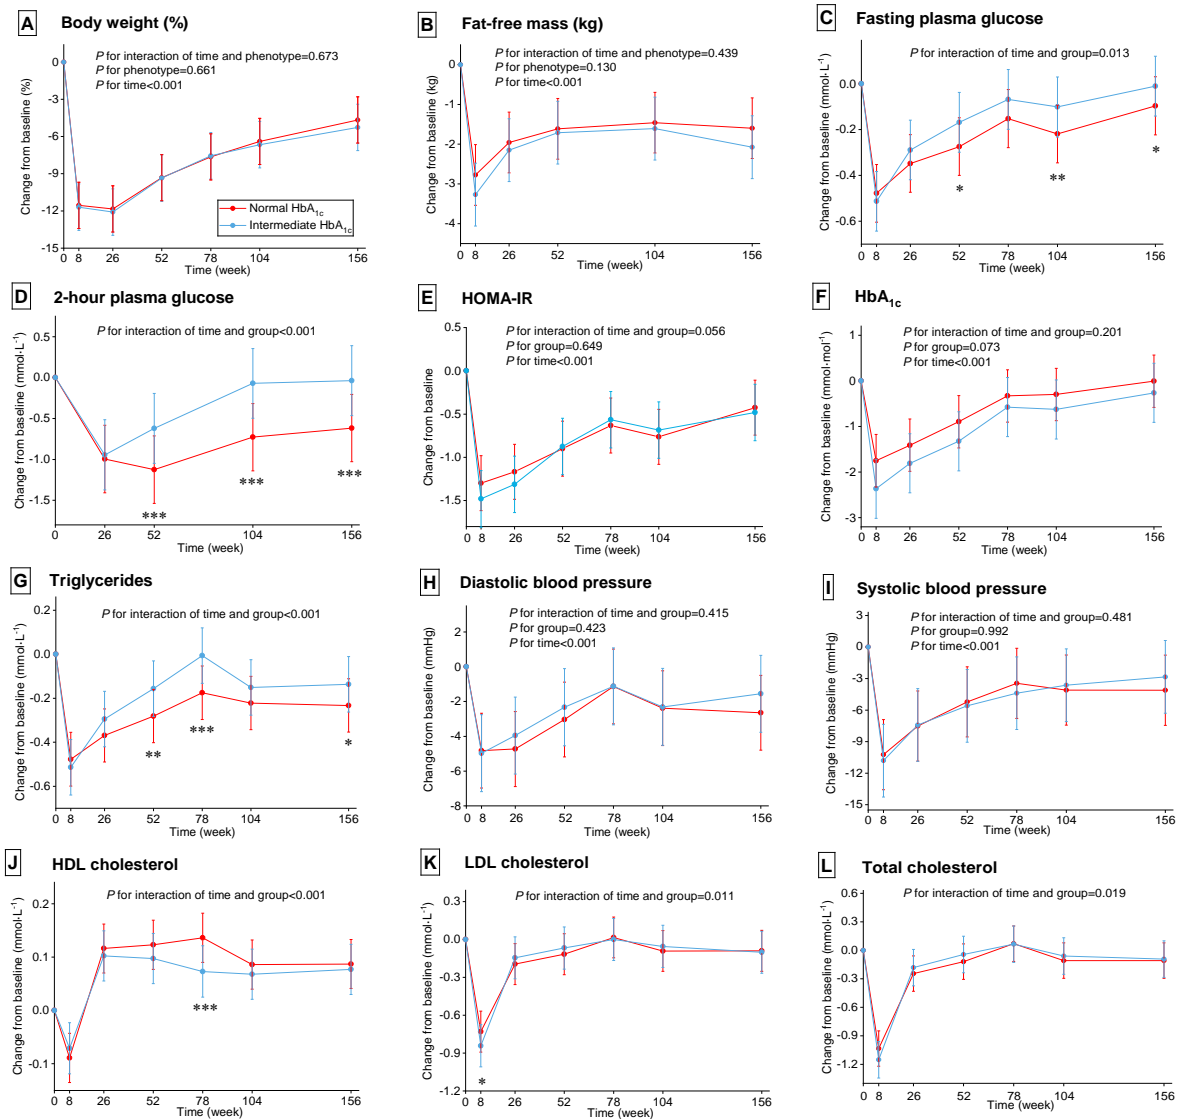 A Body weight (%)
P for interaction of time and phenotype=0.673
P for phenotype=0.661
P for time<0.001
Change from baseline (%)
0
-3
-6
-9
-12
-15
Normal HbA1c
Intermediate HbA1c
0 8 26 52 78 104 156
Time (week)
B Fat-free mass (kg)
P for interaction of time and phenotype=0.439
P for phenotype=0.130
P for time<0.001
Change from baseline (kg)
0
-1
-2
-3
-4
0 8 26 52 104 156
Time (week)
C Fasting plasma glucose
P for interaction of time and group=0.013
Change from baseline (mmol·L⁻¹)
0.0
-0.2
-0.4
-0.6
* ** *
0 8 26 52 78 104 156
Time (week)
D 2-hour plasma glucose
P for interaction of time and group<0.001
Change from baseline (mmol·L⁻¹)
0.5
0.0
-0.5
-1.0
-1.5
*** *** ***
0 26 52 104 156
Time (week)
E HOMA-IR
P for interaction of time and group=0.056
P for group=0.649
P for time<0.001
Change from baseline
0.5
0.0
-0.5
-1.0
-1.5
0 8 26 52 78 104 156
Time (week)
F HbA1c
P for interaction of time and group=0.201
P for group=0.073
P for time<0.001
Change from baseline (mmol·mol⁻¹)
1
0
-1
-2
-3
0 8 26 52 78 104 156
Time (week)
G Triglycerides
P for interaction of time and group<0.001
Change from baseline (mmol·L⁻¹)
0.2
0.0
-0.2
-0.4
-0.6
** *** *
0 8 26 52 78 104 156
Time (week)
H Diastolic blood pressure
P for interaction of time and group=0.415
P for group=0.423
P for time<0.001
Change from baseline (mmHg)
2
0
-2
-4
-6
-8
0 8 26 52 78 104 156
Time (week)
I Systolic blood pressure
P for interaction of time and group=0.481
P for group=0.992
P for time<0.001
Change from baseline (mmHg)
3
0
-3
-6
-9
-12
-15
0 8 26 52 78 104 156
Time (week)
J HDL cholesterol
P for interaction of time and group<0.001
Change from baseline (mmol·L⁻¹)
0.2
0.1
0.0
-0.1
***
0 8 26 52 78 104 156
Time (week)
K LDL cholesterol
P for interaction of time and group=0.011
Change from baseline (mmol·L⁻¹)
0.3
0.0
-0.3
-0.6
-0.9
-1.2
*
0 8 26 52 78 104 156
Time (week)
L Total cholesterol
P for interaction of time and group=0.019
Change from baseline (mmol·L⁻¹)
0.6
0.3
0.0
-0.3
-0.6
-0.9
-1.2
0 8 26 52 78 104 156
Time (week)